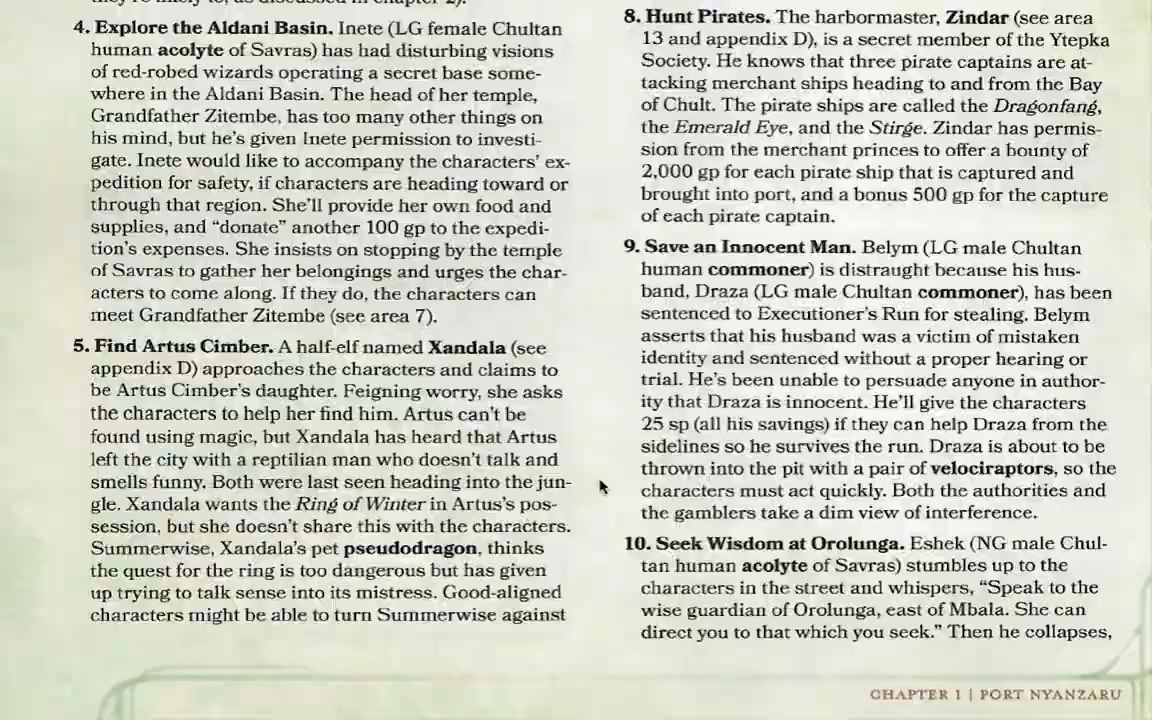 4. Explore the Aldani Basin. Inete (LG female Chultan
human acolyte of Savras) has had disturbing visions
of red-robed wizards operating a secret base some-
where in the Aldani Basin. The head of her temple,
Grandfather Zitembe, has too many other things on
his mind, but he's given Inete permission to investi-
gate. Inete would like to accompany the characters' ex-
pedition for safety, if characters are heading toward or
through that region. She'll provide her own food and
supplies, and “donate” another 100 gp to the expedi-
tion's expenses. She insists on stopping by the temple
of Savras to gather her belongings and urges the char-
acters to come along. If they do, the characters can
meet Grandfather Zitembe (see area 7).
5. Find Artus Cimber. A half-elf named Xandala (see
appendix D) approaches the characters and claims to
be Artus Cimber's daughter. Feigning worry, she asks
the characters to help her find him. Artus can't be
found using magic, but Xandala has heard that Artus
left the city with a reptilian man who doesn't talk and
smells funny. Both were last seen heading into the jun-
gle. Xandala wants the Ring of Winter in Artus's pos-
session, but she doesn't share this with the characters.
Summerwise, Xandala's pet pseudodragon, thinks
the quest for the ring is too dangerous but has given
up trying to talk sense into its mistress. Good-aligned
characters might be able to turn Summerwise against
8. Hunt Pirates. The harbormaster, Zindar (see area
13 and appendix D), is a secret member of the Ytepka
Society. He knows that three pirate captains are at-
tacking merchant ships heading to and from the Bay
of Chult. The pirate ships are called the Dragonfang,
the Emerald Eye, and the Stirge. Zindar has permis-
sion from the merchant princes to offer a bounty of
2,000 gp for each pirate ship that is captured and
brought into port, and a bonus 500 gp for the capture
of each pirate captain.
9. Save an Innocent Man. Belym (LG male Chultan
human commoner) is distraught because his hus-
band, Draza (LG male Chultan commoner), has been
sentenced to Executioner's Run for stealing. Belym
asserts that his husband was a victim of mistaken
identity and sentenced without a proper hearing or
trial. He's been unable to persuade anyone in author-
ity that Draza is innocent. He'll give the characters
25 sp (all his savings) if they can help Draza from the
sidelines so he survives the run. Draza is about to be
thrown into the pit with a pair of velociraptors, so the
characters must act quickly. Both the authorities and
the gamblers take a dim view of interference.
10. Seek Wisdom at Orolunga. Eshek (NG male Chul-
tan human acolyte of Savras) stumbles up to the
characters in the street and whispers, “Speak to the
wise guardian of Orolunga, east of Mbala. She can
direct you to that which you seek.” Then he collapses,
CHAPTER 1 | PORT NYANZARU